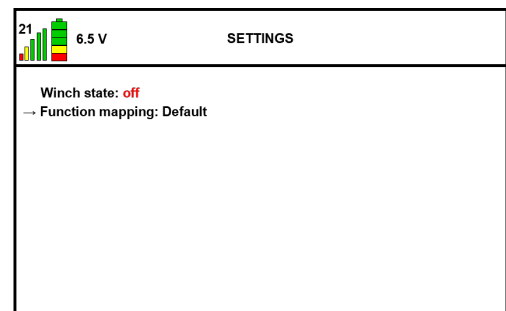 21
6.5 V
SETTINGS
Winch state: off
→ Function mapping: Default